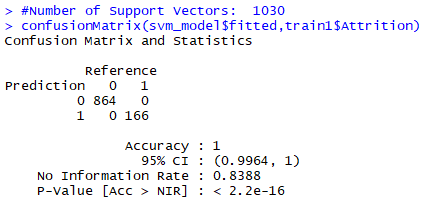 > #Number of Support Vectors:  1030
> confusionMatrix(svm_model$fitted,train1$Attrition)
Confusion Matrix and Statistics
          Reference
Prediction   0   1
         0 864   0
         1   0 166
               Accuracy : 1
                 95% CI : (0.9964, 1)
    No Information Rate : 0.8388
    P-Value [Acc > NIR] : < 2.2e-16